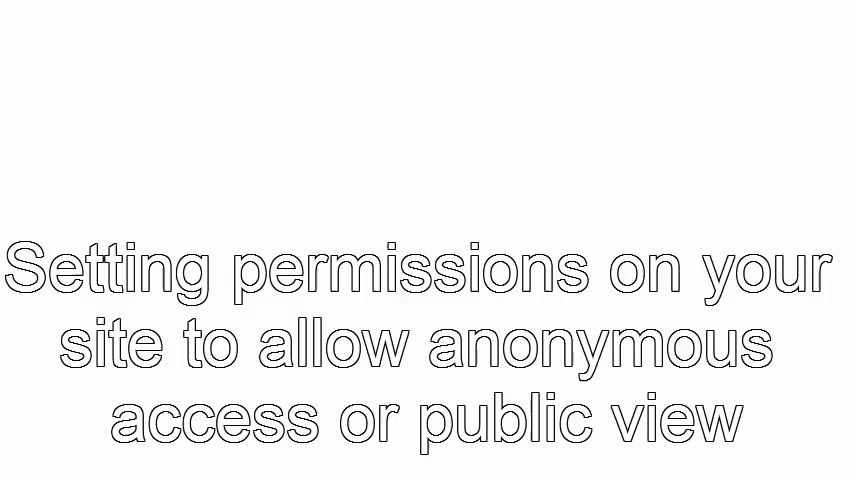 Setting permissions on your
site to allow anonymous
access or public view